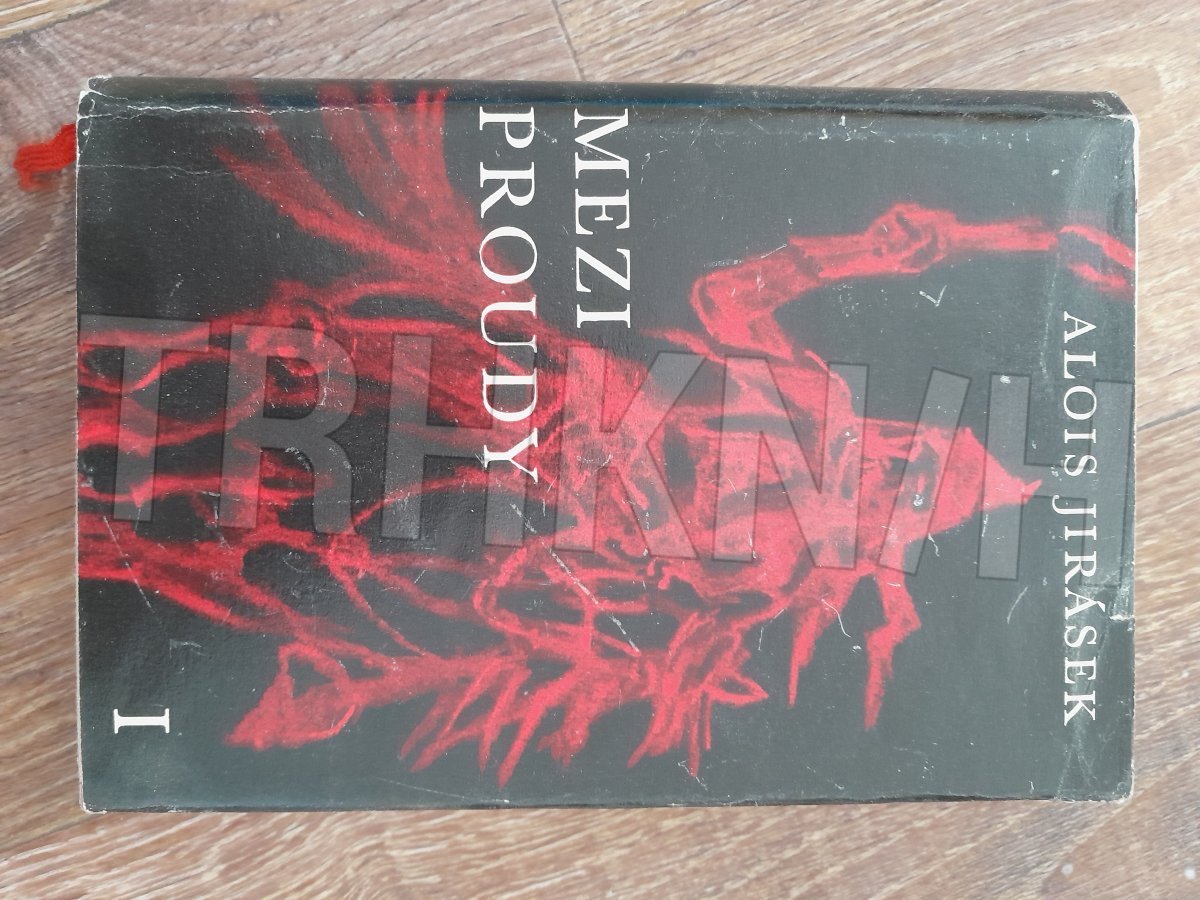 ALOIS JIRÁSEK
MEZI
PROUDY
I
TRHKNIH